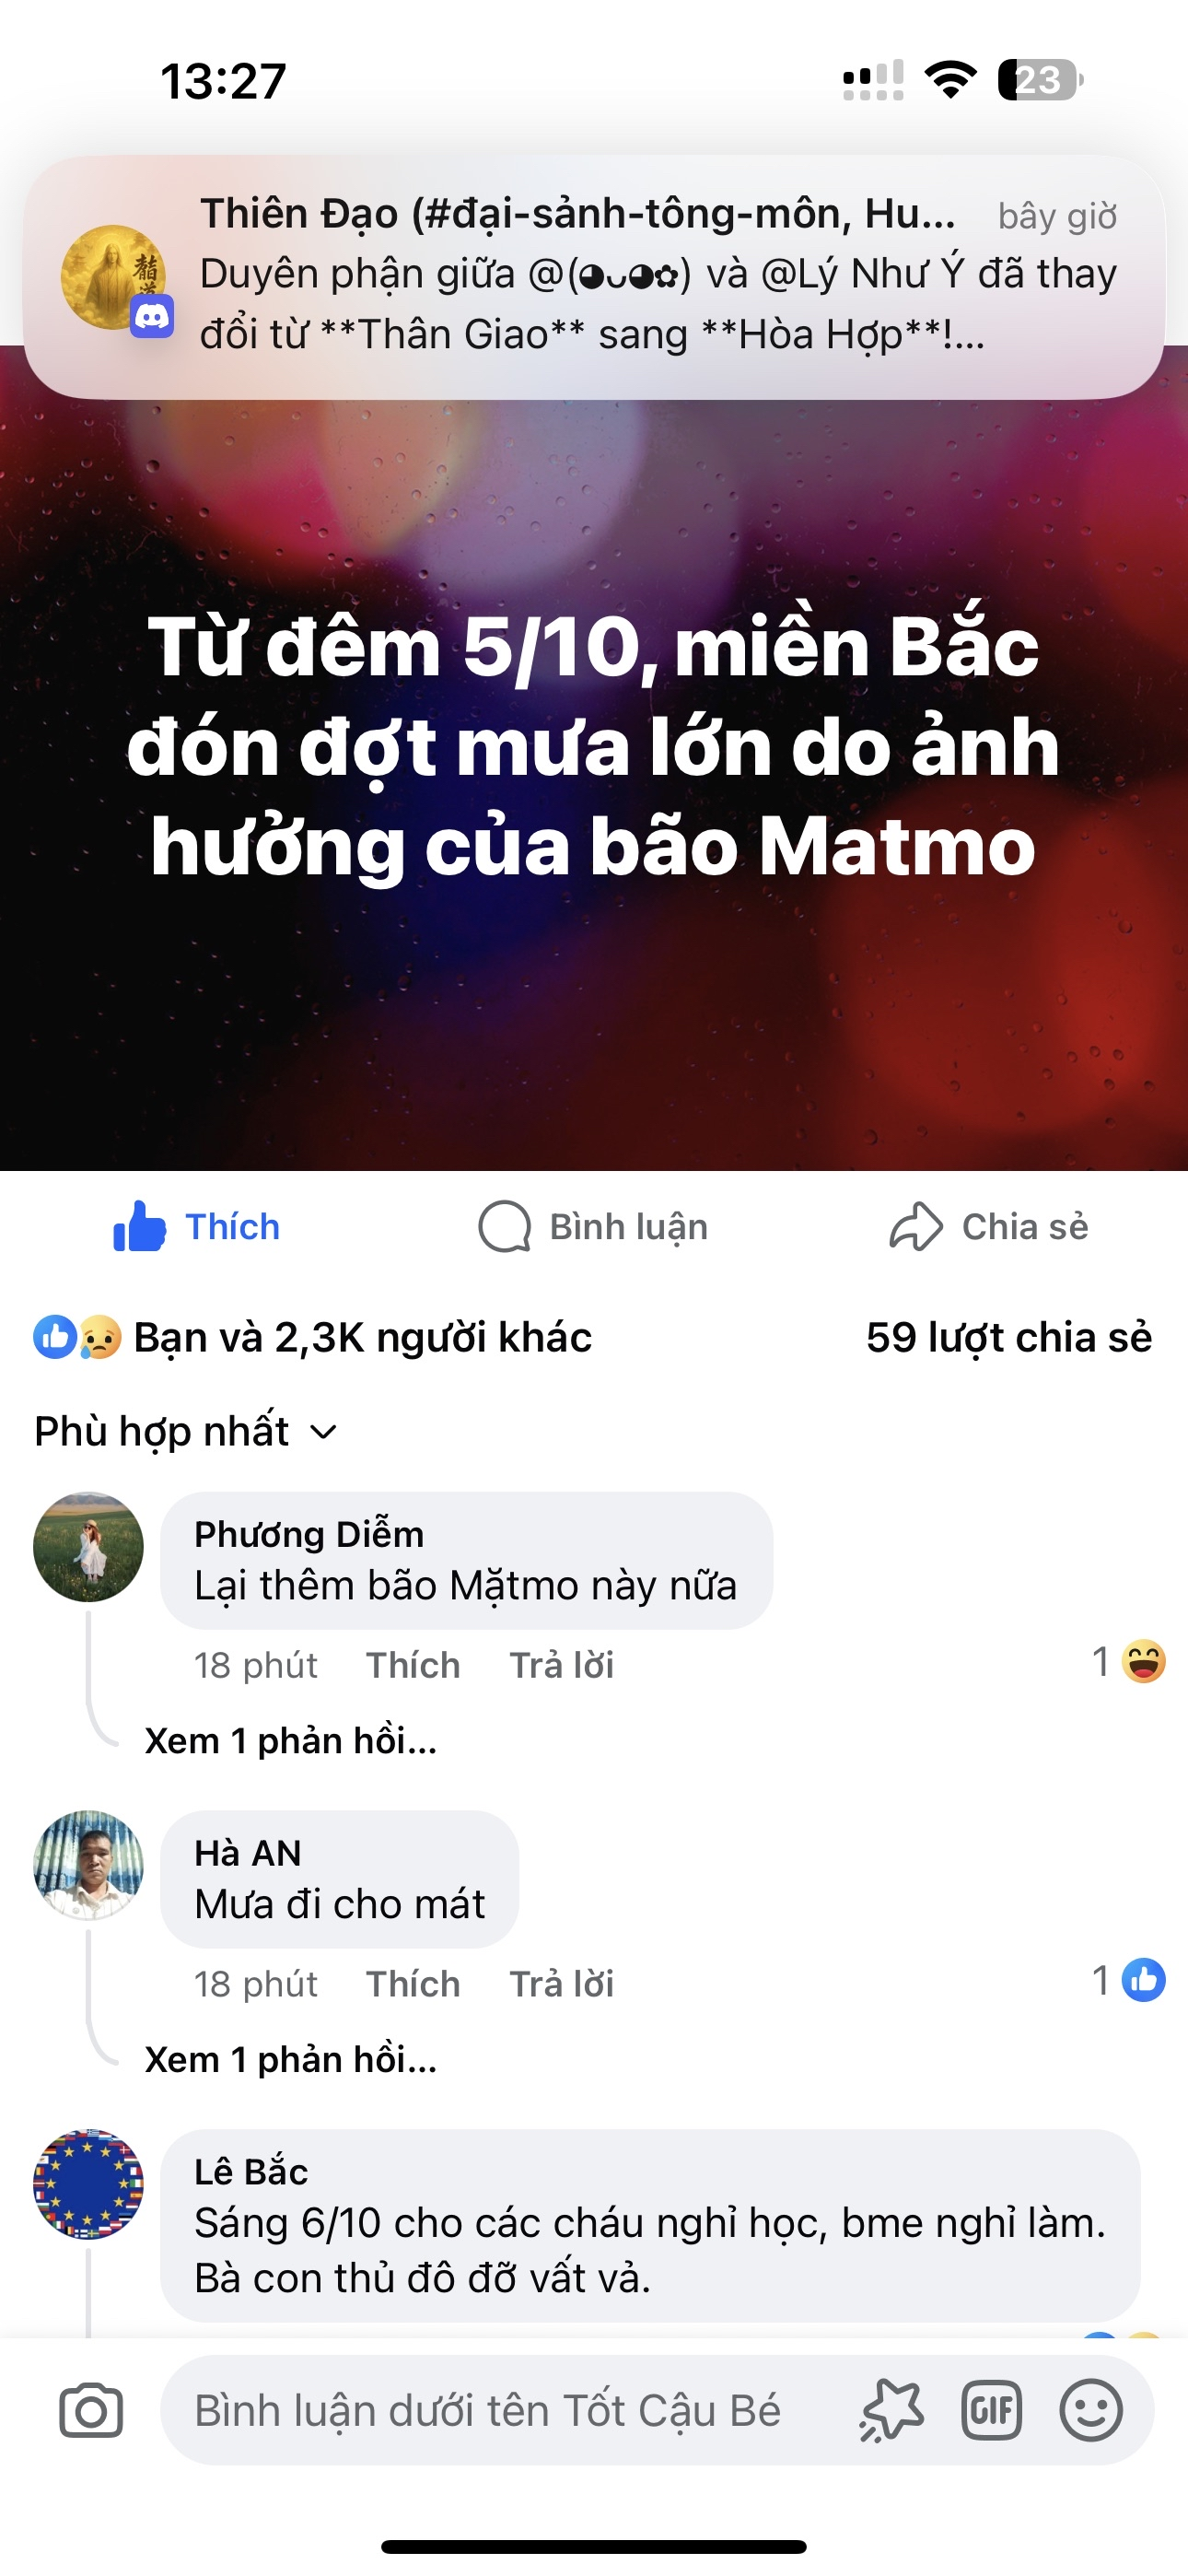 13:27
23
Thiên Đạo (#đại-sảnh-tông-môn, Hu... bây giờ
Duyên phận giữa @(◕ᴗ◕✿) và @Lý Như Ý đã thay
đổi từ **Thân Giao** sang **Hòa Hợp**!...
Từ đêm 5/10, miền Bắc
đón đợt mưa lớn do ảnh
hưởng của bão Matmo
Thích Bình luận Chia sẻ
Bạn và 2,3K người khác 59 lượt chia sẻ
Phù hợp nhất
Phương Diễm
Lại thêm bão Mặtmo này nữa
18 phút Thích Trả lời 1
Xem 1 phản hồi...
Hà AN
Mưa đi cho mát
18 phút Thích Trả lời 1
Xem 1 phản hồi...
Lê Bắc
Sáng 6/10 cho các cháu nghỉ học, bme nghỉ làm.
Bà con thủ đô đỡ vất vả.
Bình luận dưới tên Tốt Cậu Bé GIF